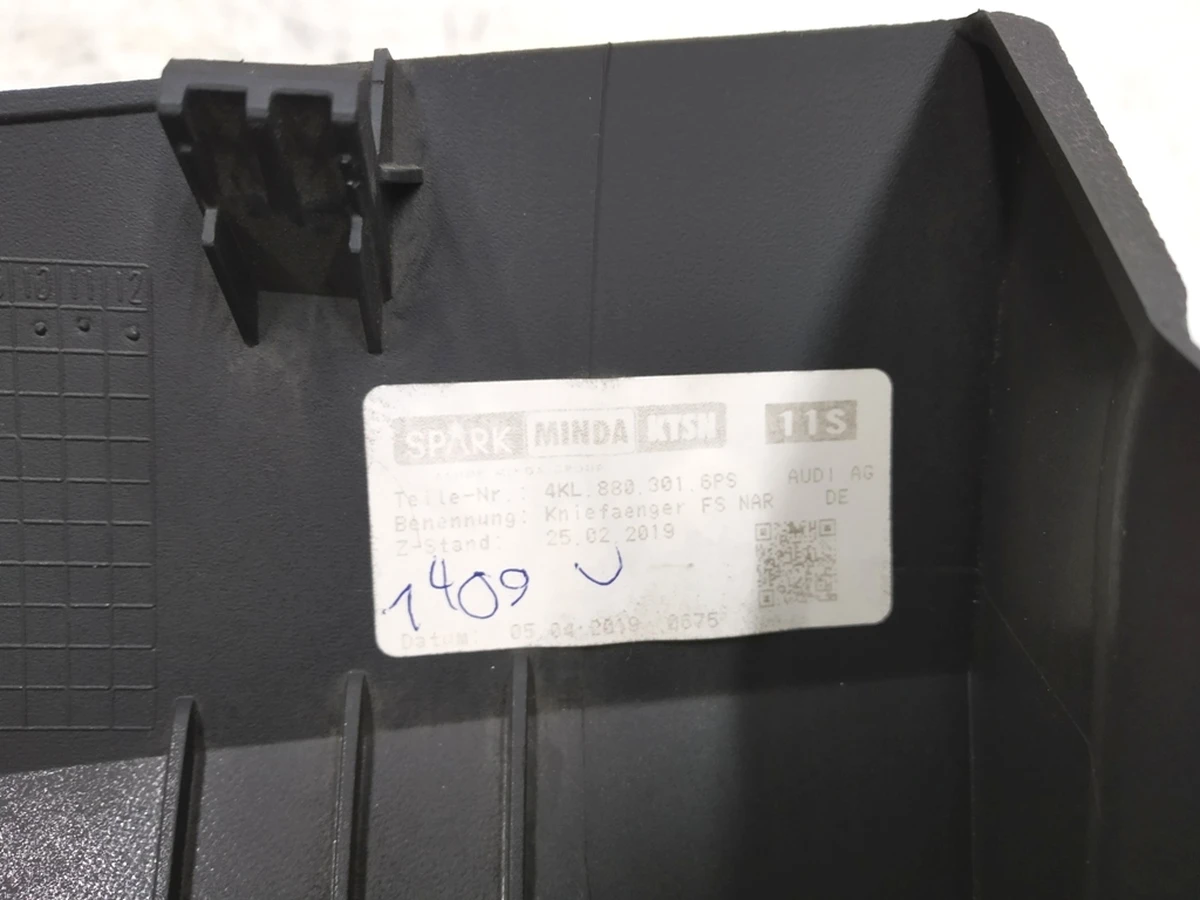 10 11 12
SPARK MINDA KTSN 11S
Teile-Nr.: 4KL.880.301.6PS AUDI AG
Benennung: Kniefaenger FS NAR DE
Z-Stand: 25.02.2019
1409
Datum: 05.04.2019 0675